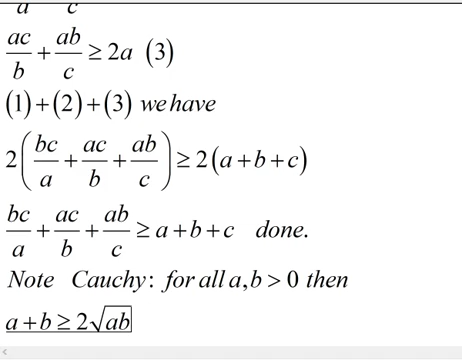 a c
ac/b + ab/c ≥ 2a (3)
(1)+(2)+(3) we have
2(bc/a + ac/b + ab/c) ≥ 2(a+b+c)
bc/a + ac/b + ab/c ≥ a+b+c done.
Note Cauchy: for all a,b > 0 then
a+b ≥ 2√ab